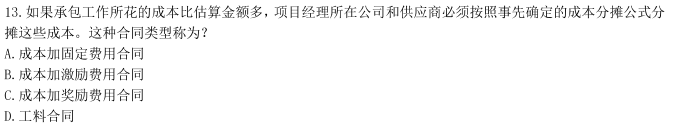 13.如果承包工作所花的成本比估算金额多，项目经理所在公司和供应商必须按照事先确定的成本分摊公式分
摊这些成本。这种合同类型称为？
A.成本加固定费用合同
B.成本加激励费用合同
C.成本加奖励费用合同
D.工料合同